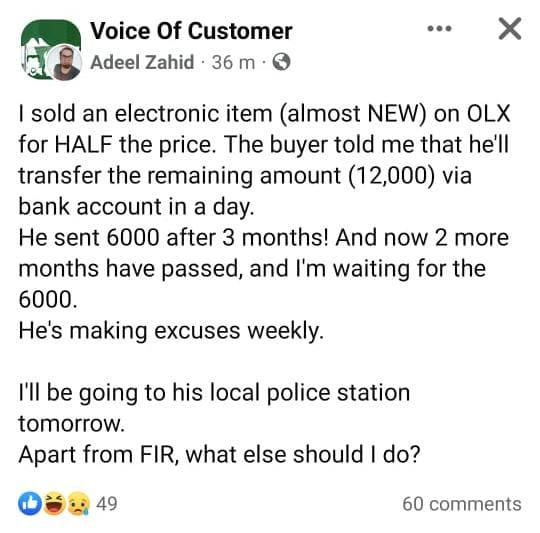 Voice Of Customer
Adeel Zahid · 36 m ·
I sold an electronic item (almost NEW) on OLX
for HALF the price. The buyer told me that he'll
transfer the remaining amount (12,000) via
bank account in a day.
He sent 6000 after 3 months! And now 2 more
months have passed, and I'm waiting for the
6000.
He's making excuses weekly.
I'll be going to his local police station
tomorrow.
Apart from FIR, what else should I do?
49 60 comments